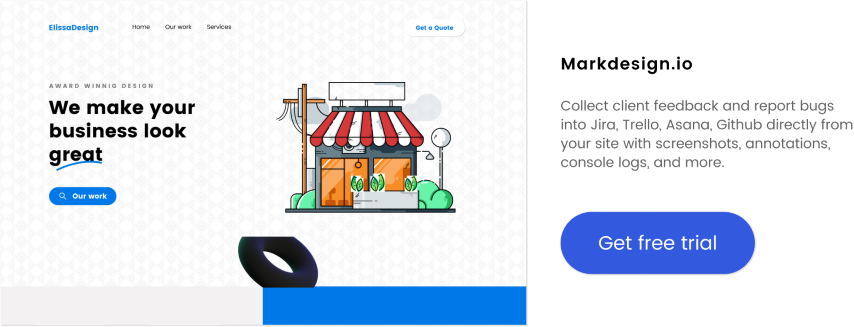 ElissaDesign
Home Our work Services
Get a Quote
AWARD WINNIG DESIGN
We make your
business look
great
Our work
Markdesign.io
Collect client feedback and report bugs
into Jira, Trello, Asana, Github directly from
your site with screenshots, annotations,
console logs, and more.
Get free trial